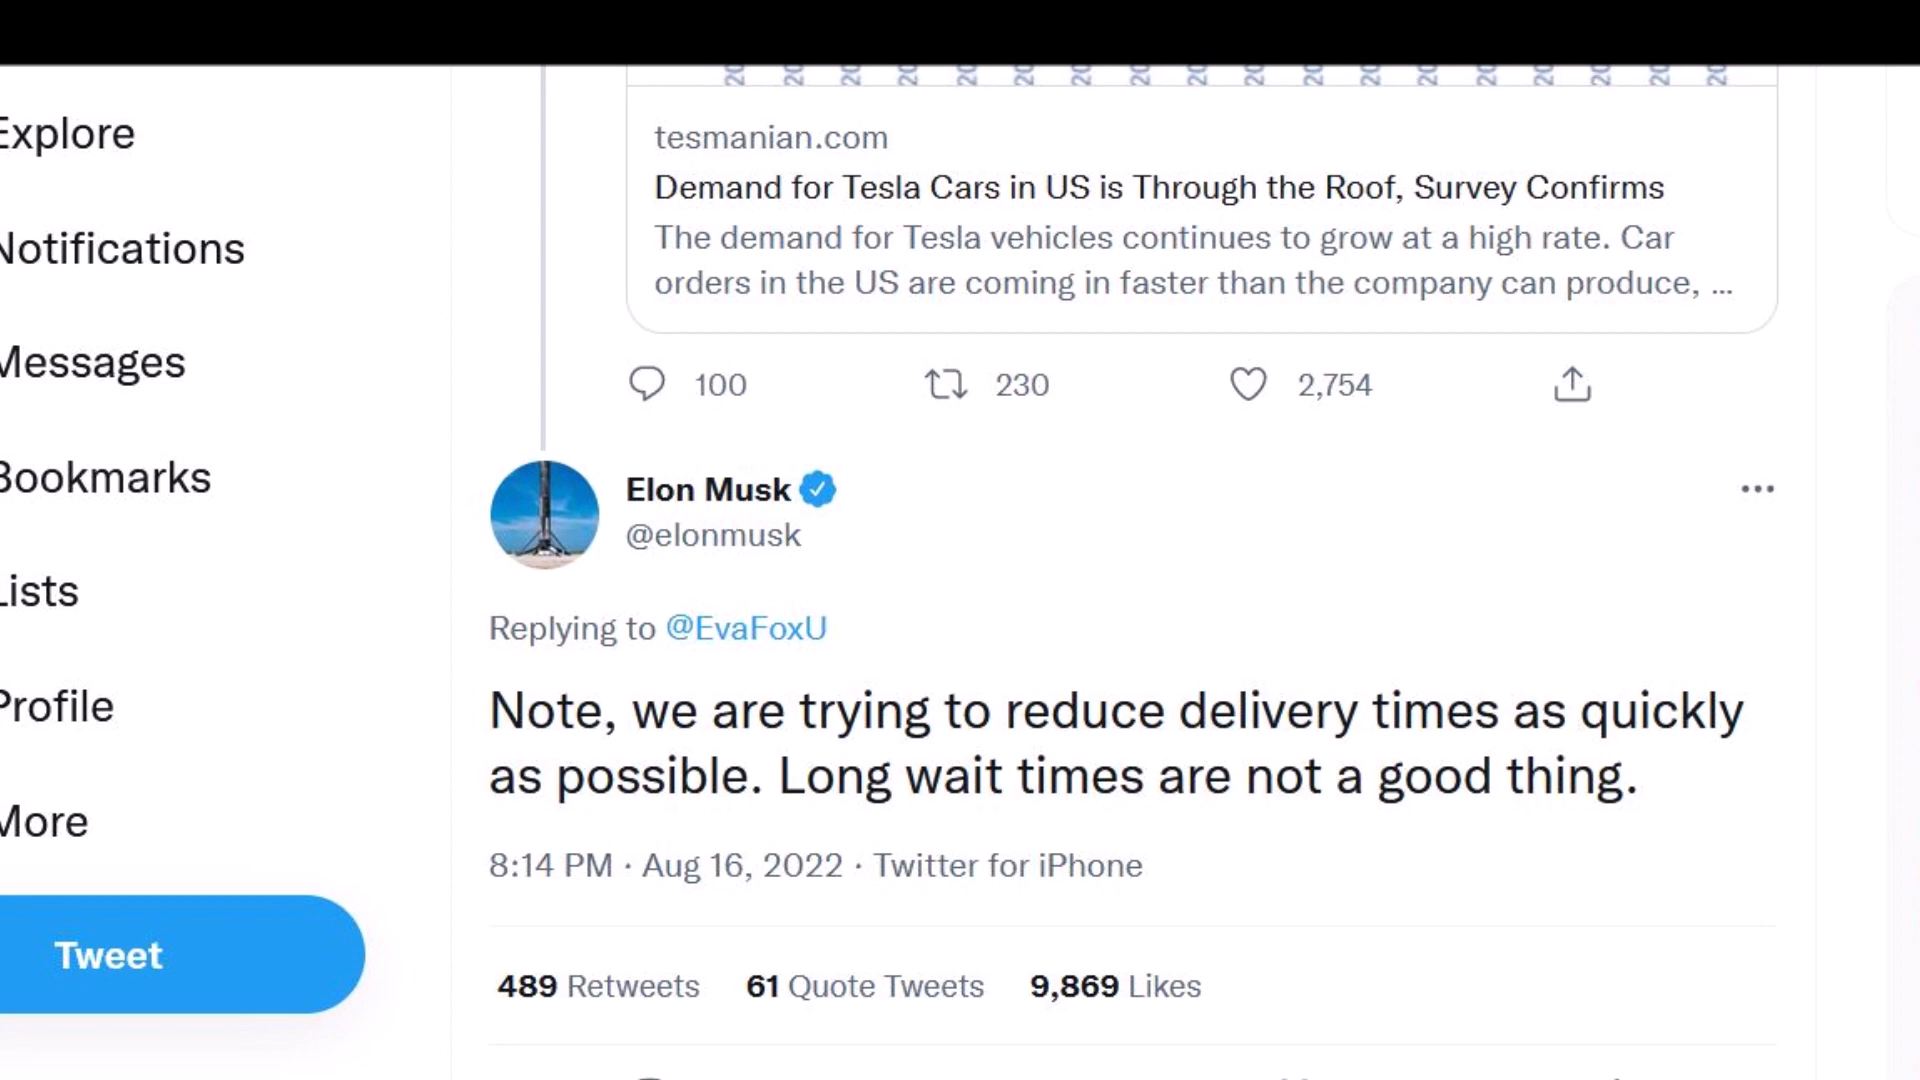 tesmanian.com
Demand for Tesla Cars in US is Through the Roof, Survey Confirms
The demand for Tesla vehicles continues to grow at a high rate. Car
orders in the US are coming in faster than the company can produce, ...
100 230 2,754
Explore
Notifications
Messages
Bookmarks
Lists
Profile
More
Tweet
Elon Musk
@elonmusk
Replying to @EvaFoxU
Note, we are trying to reduce delivery times as quickly
as possible. Long wait times are not a good thing.
8:14 PM · Aug 16, 2022 · Twitter for iPhone
489 Retweets 61 Quote Tweets 9,869 Likes